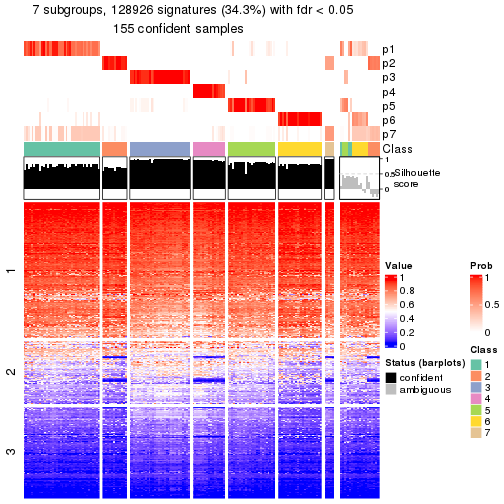 7 subgroups, 128926 signatures (34.3%) with fdr < 0.05
155 confident samples
p1
p2
p3
p4
p5
p6
p7
Class
1
0.5
0
Silhouette
score
1
2
3
Value
1
0.8
0.6
0.4
0.2
0
Status (barplots)
confident
ambiguous
Prob
1
0.5
0
Class
1
2
3
4
5
6
7